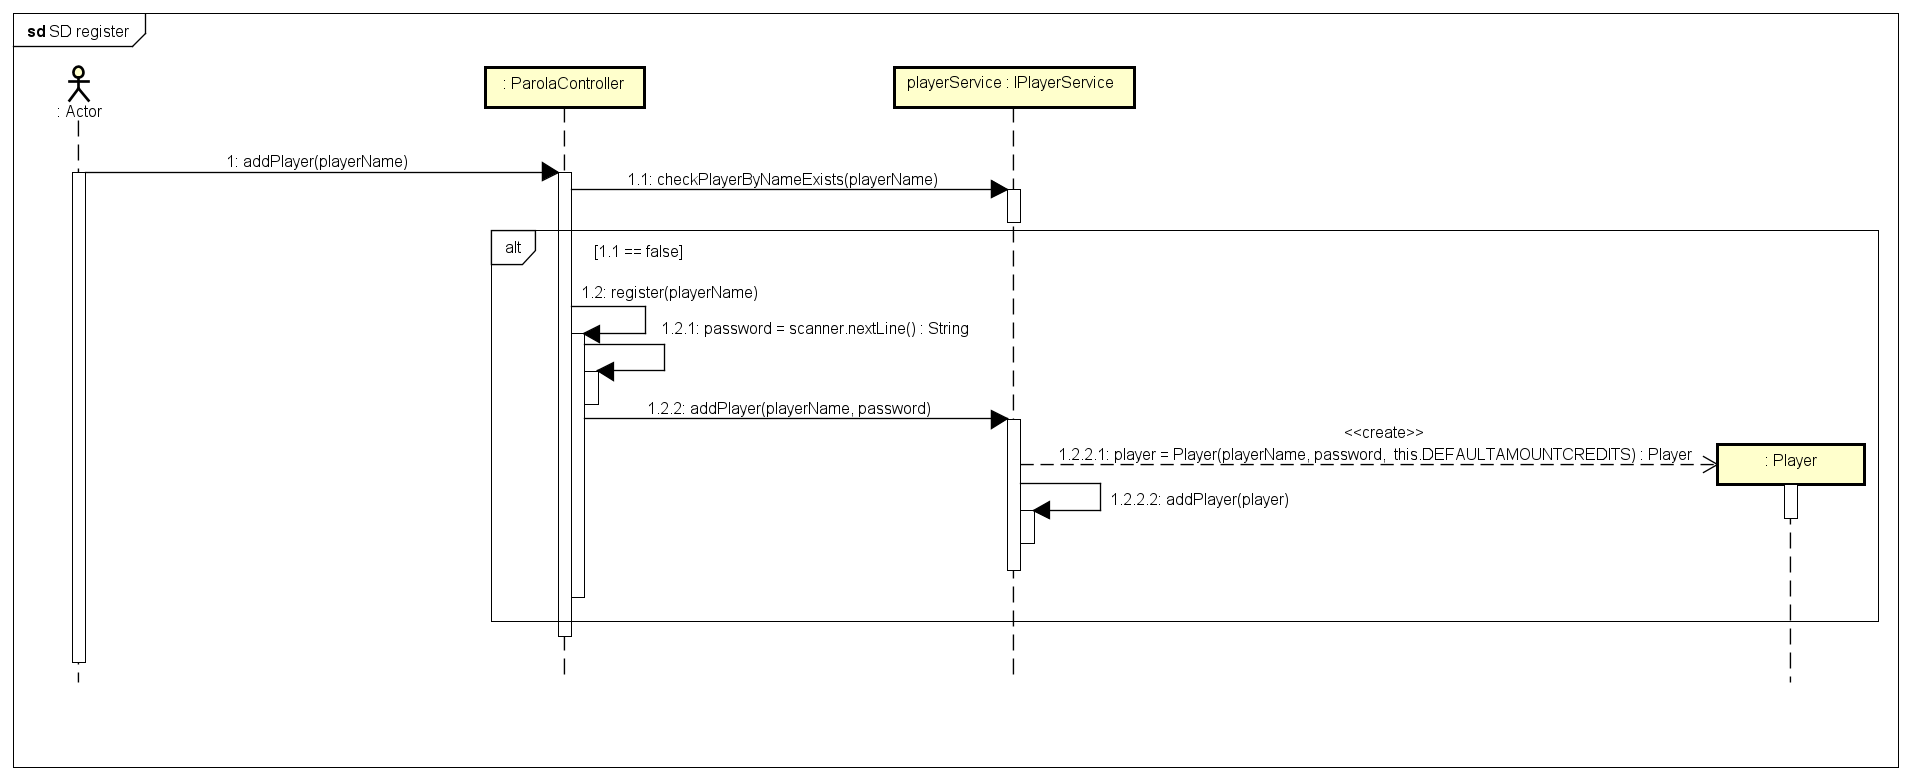 sd SD register
: Actor
: ParolaController
playerService : IPlayerService
1: addPlayer(playerName)
1.1: checkPlayerByNameExists(playerName)
alt
[1.1 == false]
1.2: register(playerName)
1.2.1: password = scanner.nextLine() : String
1.2.2: addPlayer(playerName, password)
<<create>>
1.2.2.1: player = Player(playerName, password, this.DEFAULTAMOUNTCREDITS) : Player
: Player
1.2.2.2: addPlayer(player)